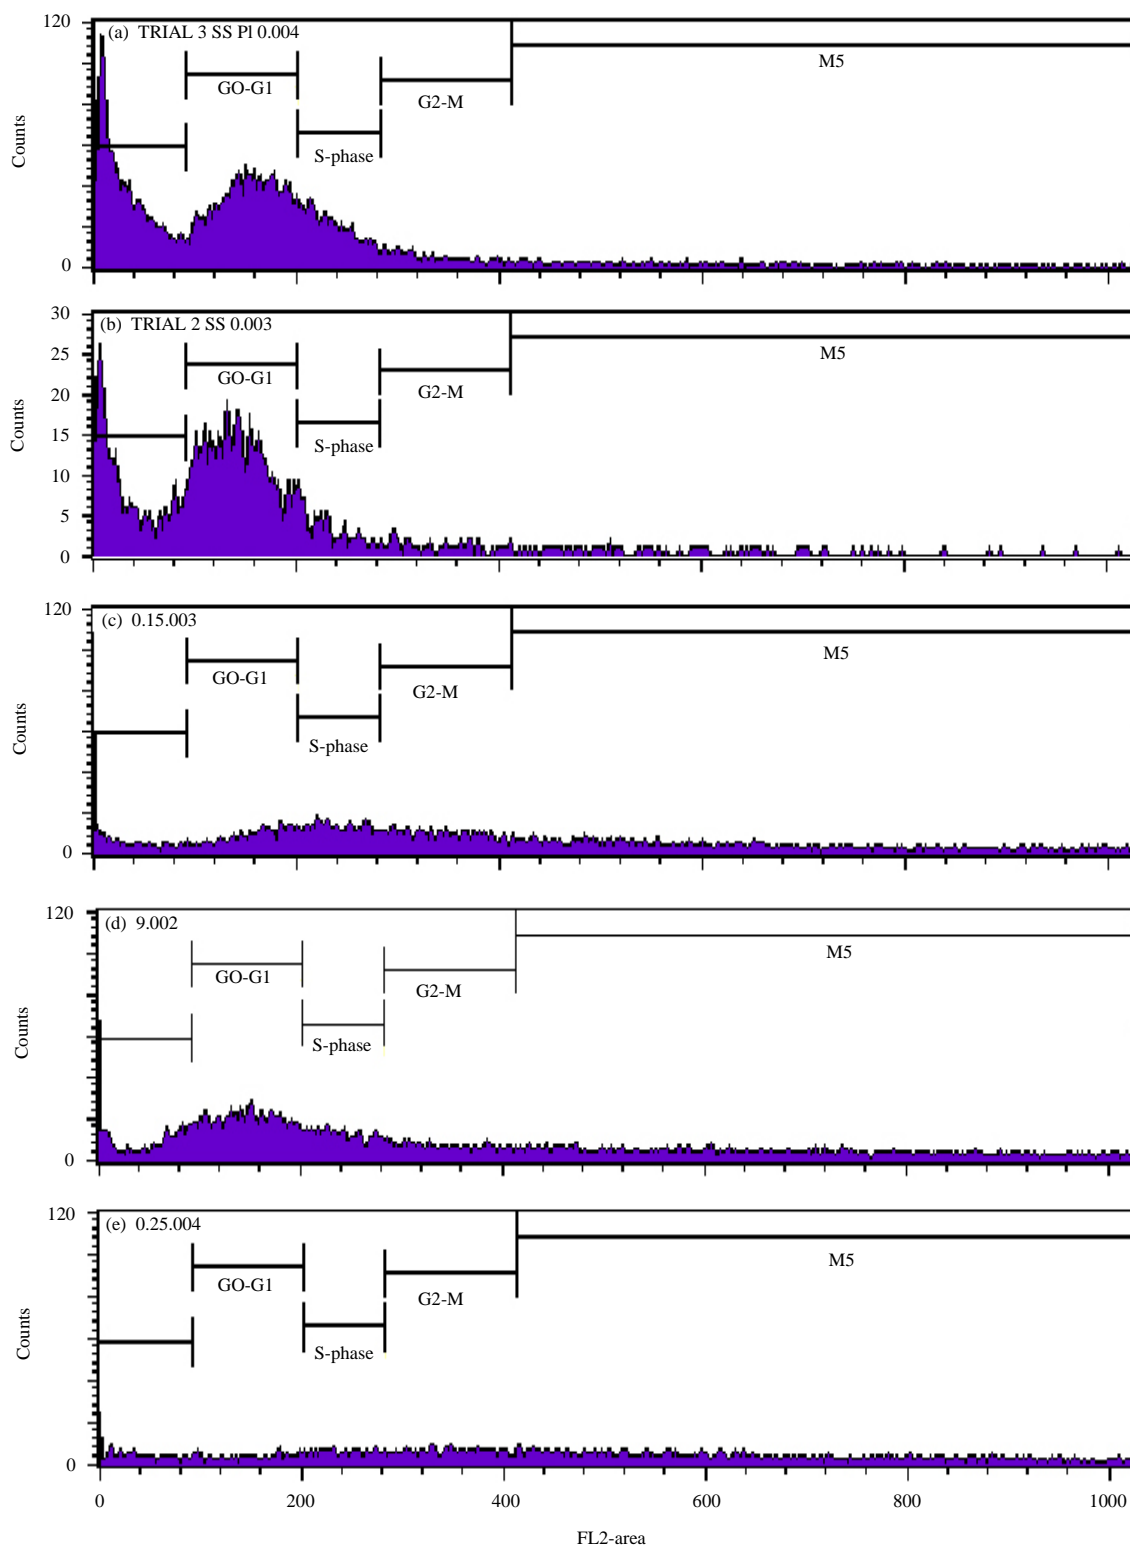 120
(a) TRIAL 3 SS Pl 0.004
M5
GO-G1
G2-M
S-phase
Counts
0
30
(b) TRIAL 2 SS 0.003
25
M5
GO-G1
G2-M
20
Counts
15
S-phase
10
5
0
120
(c) 0.15.003
M5
GO-G1
G2-M
Counts
S-phase
0
120
(d) 9.002
M5
GO-G1
G2-M
Counts
S-phase
0
120
(e) 0.25.004
M5
GO-G1
G2-M
Counts
S-phase
0
0 200 400 600 800 1000
FL2-area